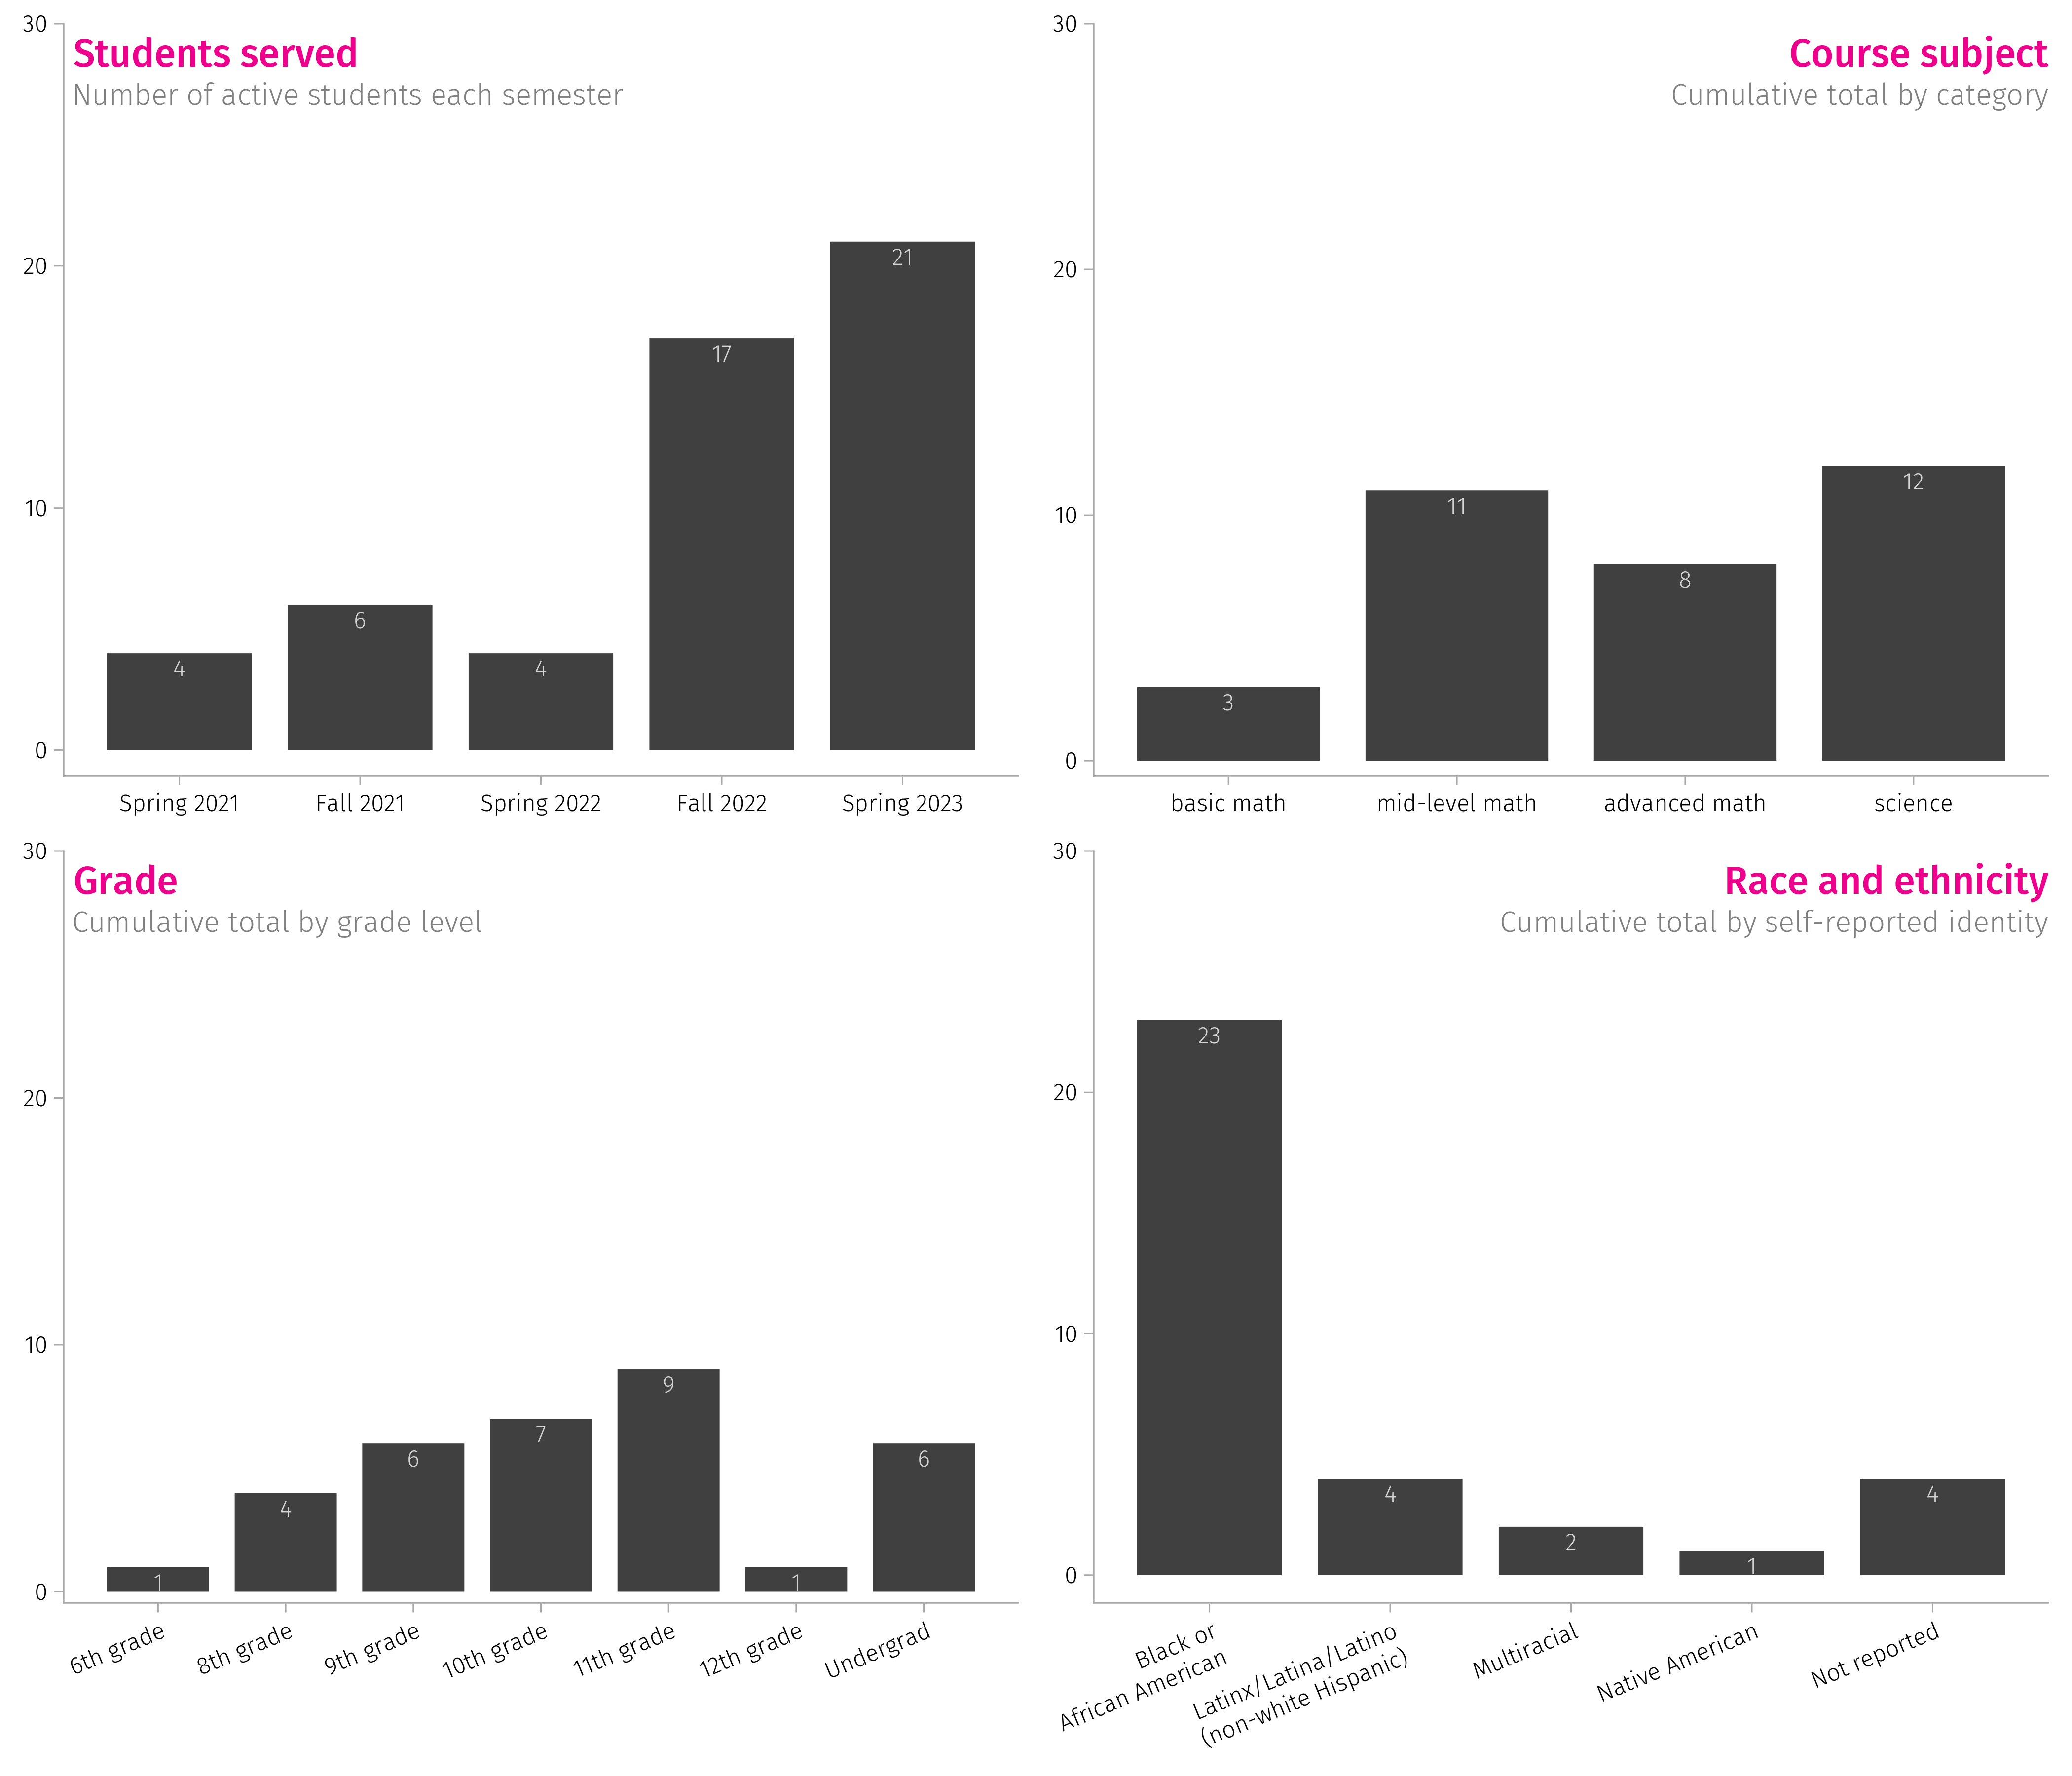 Students served
Number of active students each semester
30
20
10
0
4
6
4
17
21
Spring 2021
Fall 2021
Spring 2022
Fall 2022
Spring 2023
Course subject
Cumulative total by category
30
20
10
0
3
11
8
12
basic math
mid-level math
advanced math
science
Grade
Cumulative total by grade level
30
20
10
0
1
4
6
7
9
1
6
6th grade
8th grade
9th grade
10th grade
11th grade
12th grade
Undergrad
Race and ethnicity
Cumulative total by self-reported identity
30
20
10
0
23
4
2
1
4
Black or
African American
Latinx/Latina/Latino
(non-white Hispanic)
Multiracial
Native American
Not reported